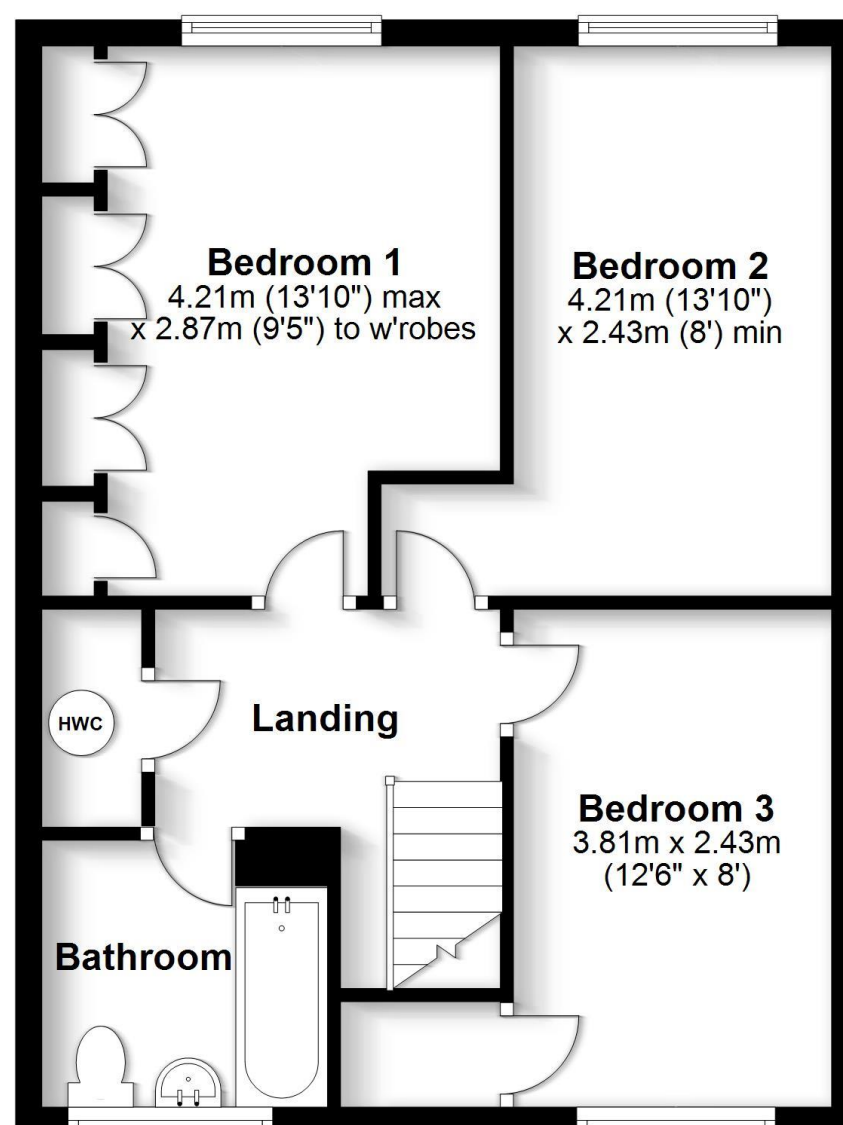 Bedroom 1
4.21m (13'10") max
x 2.87m (9'5") to w'robes
Bedroom 2
4.21m (13'10")
x 2.43m (8') min
HWC
Landing
Bedroom 3
3.81m x 2.43m
(12'6" x 8')
Bathroom